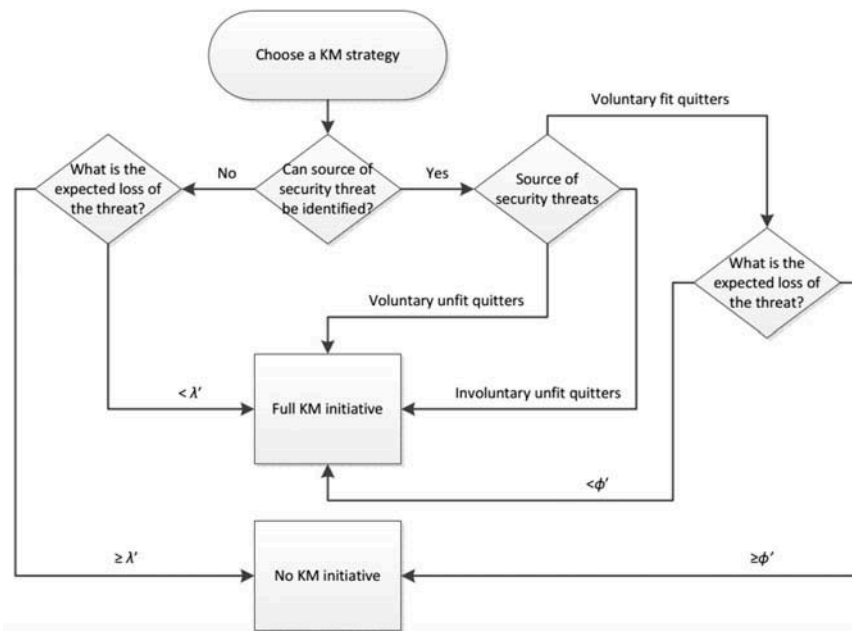 Choose a KM strategy
Voluntary fit quitters
What is the
expected loss of
the threat?
No
Can source of
security threat
be identified?
Yes
Source of
security threats
What is the
expected loss of
the threat?
Voluntary unfit quitters
< λ’
Full KM initiative
Involuntary unfit quitters
<ϕ’
≥ λ’
No KM initiative
≥ϕ’